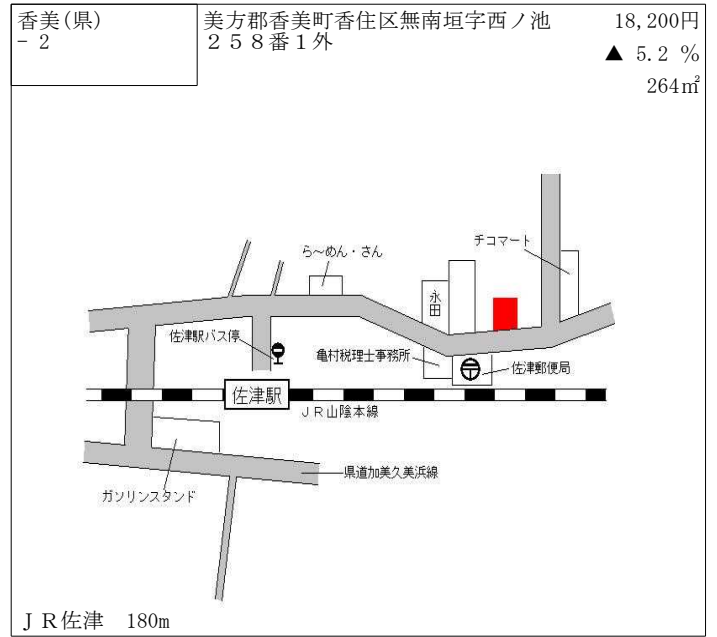 香美(県)
- 2
美方郡香美町香住区無南垣字西ノ池
２５８番１外
18,200円
▲ 5.2 %
264㎡
チコマート
ら～めん・さん
永田
佐津駅バス停
亀村税理士事務所
佐津郵便局
佐津駅
ＪＲ山陰本線
県道加美久美浜線
ガソリンスタンド
ＪＲ佐津 180m